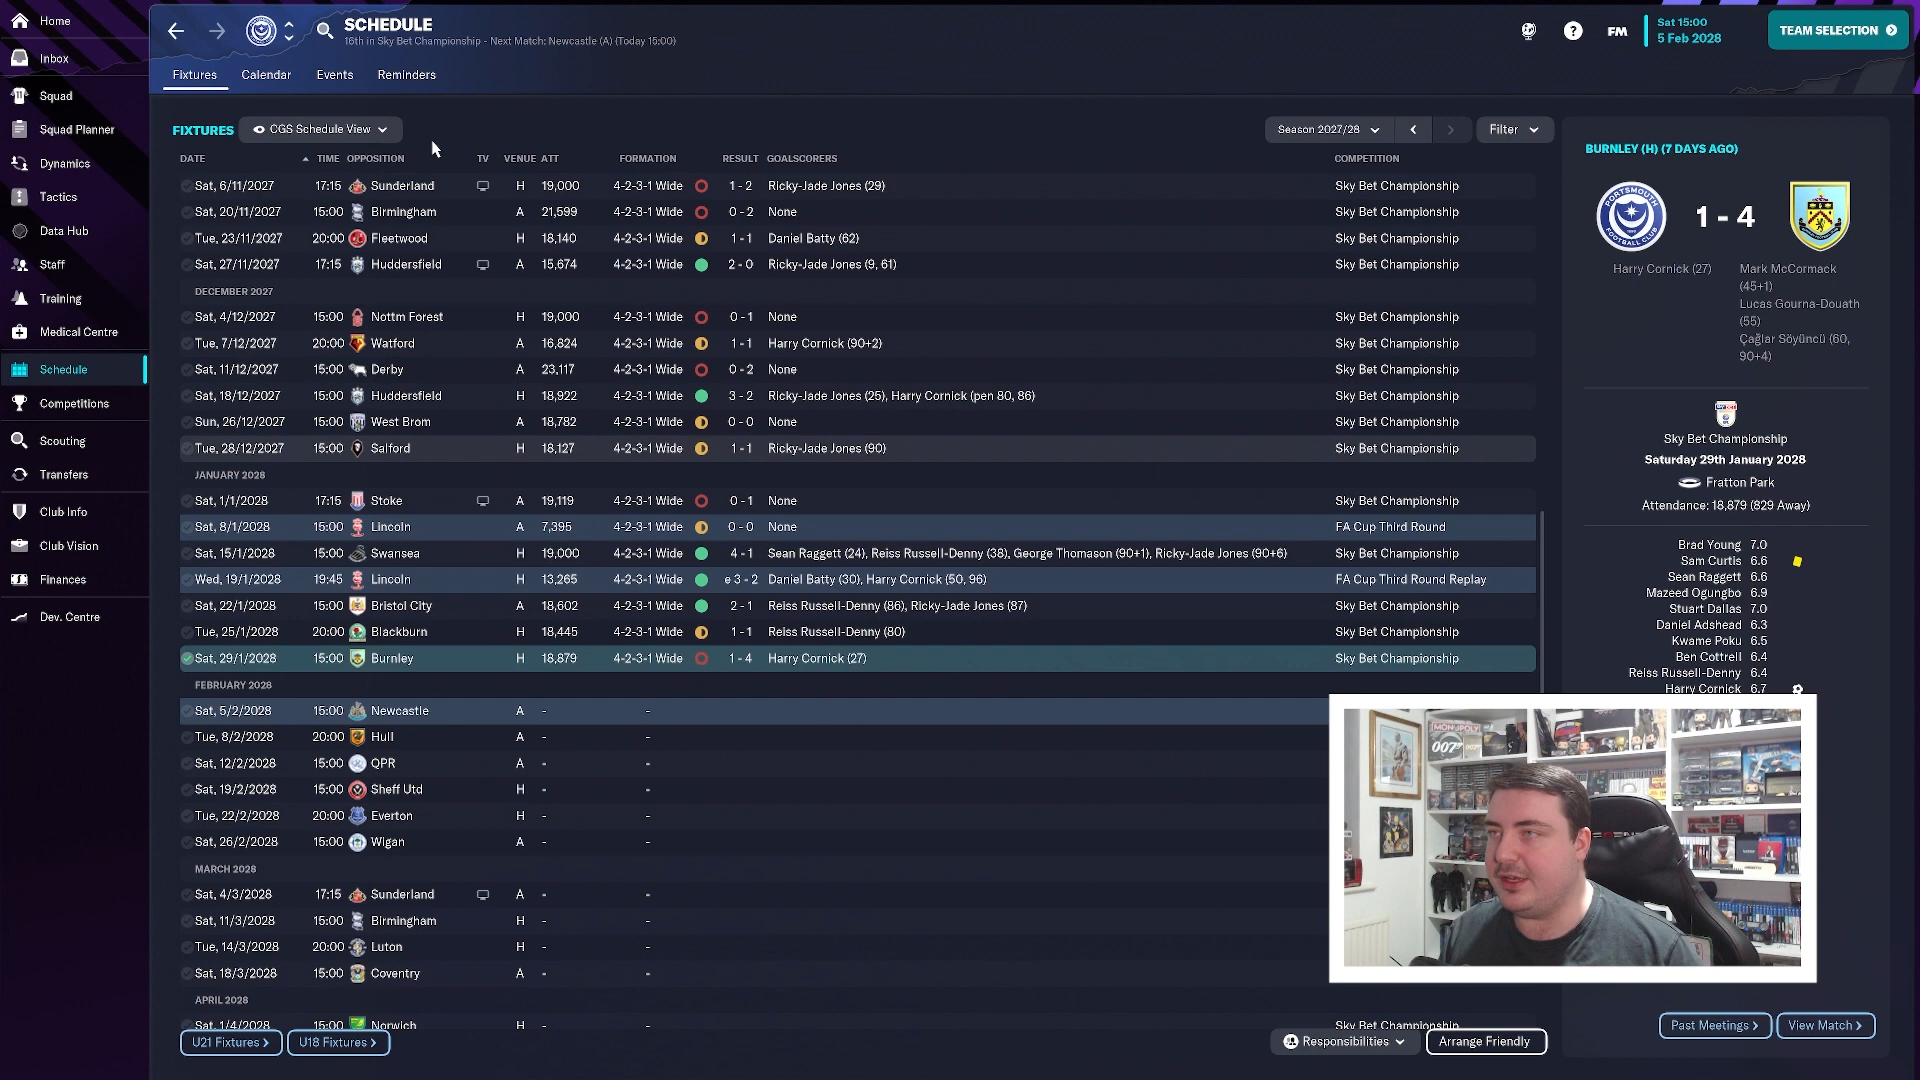 Home
Inbox
Squad
Squad Planner
Dynamics
Tactics
Data Hub
Staff
Training
Medical Centre
Schedule
Competitions
Scouting
Transfers
Club Info
Club Vision
Finances
Dev. Centre
SCHEDULE
16th in Sky Bet Championship - Next Match: Newcastle (A) (Today 15:00)
FM
Sat 15:00
5 Feb 2028
TEAM SELECTION
Fixtures Calendar Events Reminders
FIXTURES CGS Schedule View
Season 2027/28 Filter
DATE TIME OPPOSITION TV VENUE ATT FORMATION RESULT GOALSCORERS COMPETITION
Sat, 6/11/2027 17:15 Sunderland H 19,000 4-2-3-1 Wide 1 - 2 Ricky-Jade Jones (29) Sky Bet Championship
Sat, 20/11/2027 15:00 Birmingham A 21,599 4-2-3-1 Wide 0 - 2 None Sky Bet Championship
Tue, 23/11/2027 20:00 Fleetwood H 18,140 4-2-3-1 Wide 1 - 1 Daniel Batty (62) Sky Bet Championship
Sat, 27/11/2027 17:15 Huddersfield A 15,674 4-2-3-1 Wide 2 - 0 Ricky-Jade Jones (9, 61) Sky Bet Championship
DECEMBER 2027
Sat, 4/12/2027 15:00 Nottm Forest H 19,000 4-2-3-1 Wide 0 - 1 None Sky Bet Championship
Tue, 7/12/2027 20:00 Watford A 16,824 4-2-3-1 Wide 1 - 1 Harry Cornick (90+2) Sky Bet Championship
Sat, 11/12/2027 15:00 Derby A 23,117 4-2-3-1 Wide 0 - 2 None Sky Bet Championship
Sat, 18/12/2027 15:00 Huddersfield H 18,922 4-2-3-1 Wide 3 - 2 Ricky-Jade Jones (25), Harry Cornick (pen 80, 86) Sky Bet Championship
Sun, 26/12/2027 15:00 West Brom A 18,782 4-2-3-1 Wide 0 - 0 None Sky Bet Championship
Tue, 28/12/2027 15:00 Salford H 18,127 4-2-3-1 Wide 1 - 1 Ricky-Jade Jones (90) Sky Bet Championship
JANUARY 2028
Sat, 1/1/2028 17:15 Stoke A 19,119 4-2-3-1 Wide 0 - 1 None Sky Bet Championship
Sat, 8/1/2028 15:00 Lincoln A 7,395 4-2-3-1 Wide 0 - 0 None FA Cup Third Round
Sat, 15/1/2028 15:00 Swansea H 19,000 4-2-3-1 Wide 4 - 1 Sean Raggett (24), Reiss Russell-Denny (38), George Thomason (90+1), Ricky-Jade Jones (90+6) Sky Bet Championship
Wed, 19/1/2028 19:45 Lincoln H 13,265 4-2-3-1 Wide e 3 - 2 Daniel Batty (30), Harry Cornick (50, 96) FA Cup Third Round Replay
Sat, 22/1/2028 15:00 Bristol City A 18,602 4-2-3-1 Wide 2 - 1 Reiss Russell-Denny (86), Ricky-Jade Jones (87) Sky Bet Championship
Tue, 25/1/2028 20:00 Blackburn H 18,445 4-2-3-1 Wide 1 - 1 Reiss Russell-Denny (80) Sky Bet Championship
Sat, 29/1/2028 15:00 Burnley H 18,879 4-2-3-1 Wide 1 - 4 Harry Cornick (27) Sky Bet Championship
FEBRUARY 2028
Sat, 5/2/2028 15:00 Newcastle A - -
Tue, 8/2/2028 20:00 Hull A - -
Sat, 12/2/2028 15:00 QPR A - -
Sat, 19/2/2028 15:00 Sheff Utd H - -
Tue, 22/2/2028 20:00 Everton H - -
Sat, 26/2/2028 15:00 Wigan A - -
MARCH 2028
Sat, 4/3/2028 17:15 Sunderland A - -
Sat, 11/3/2028 15:00 Birmingham H - -
Tue, 14/3/2028 20:00 Luton H - -
Sat, 18/3/2028 15:00 Coventry A - -
APRIL 2028
Sat, 1/4/2028 15:00 Norwich H - - Sky Bet Championship
U21 Fixtures U18 Fixtures
Responsibilities Arrange Friendly
BURNLEY (H) (7 DAYS AGO)
PORTSMOUTH
FOOTBALL CLUB
1 - 4
Harry Cornick (27)
Mark McCormack
(45+1)
Lucas Gourna-Douath
(55)
Çağlar Söyüncü (60,
90+4)
Sky Bet Championship
Saturday 29th January 2028
Fratton Park
Attendance: 18,879 (829 Away)
Brad Young 7.0
Sam Curtis 6.6
Sean Raggett 6.6
Mazeed Ogungbo 6.9
Stuart Dallas 7.0
Daniel Adshead 6.3
Kwame Poku 6.5
Ben Cottrell 6.4
Reiss Russell-Denny 6.4
Harry Cornick 6.7
MONOPOLY
007
Past Meetings View Match